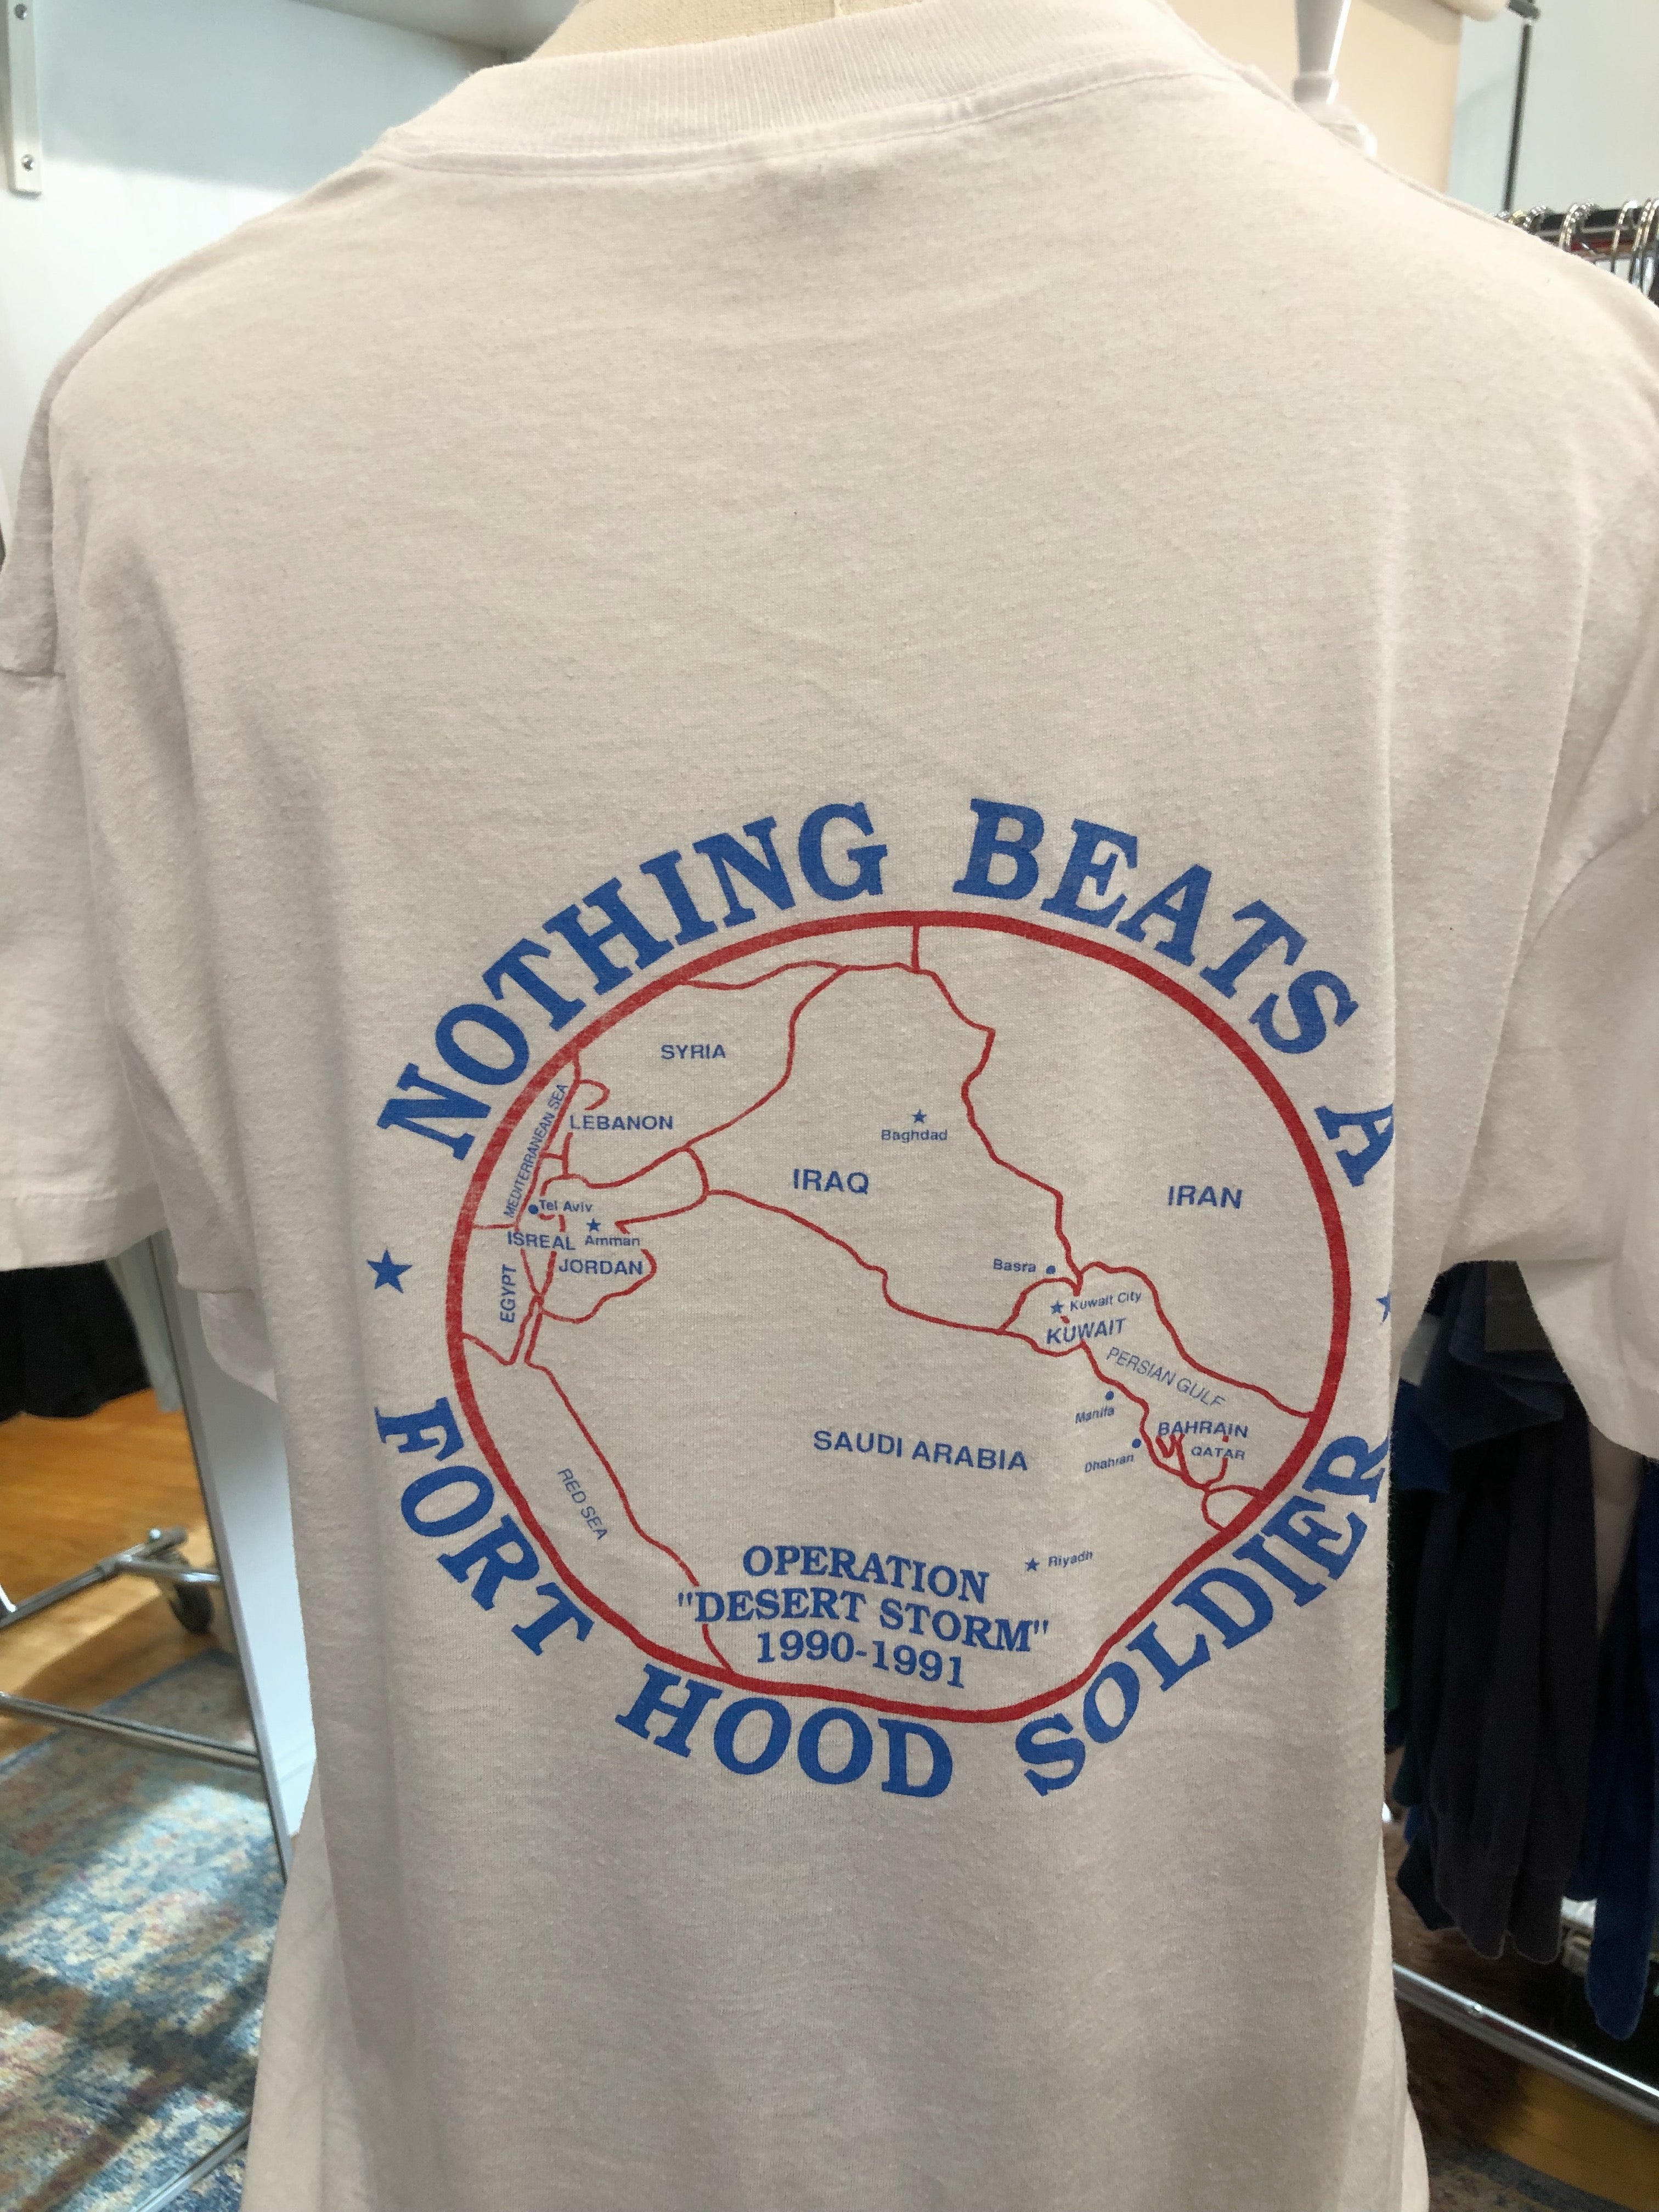 NOTHING BEATS A
SYRIA
MEDITERRANEAN SEA
LEBANON
Baghdad
IRAQ
IRAN
Tel Aviv
ISREAL
Amman
JORDAN
EGYPT
Basra
Kuwait City
KUWAIT
PERSIAN GULF
Manifa
BAHRAIN
QATAR
Dhahran
SAUDI ARABIA
RED SEA
Riyadh
OPERATION
"DESERT STORM"
1990-1991
FORT HOOD SOLDIER